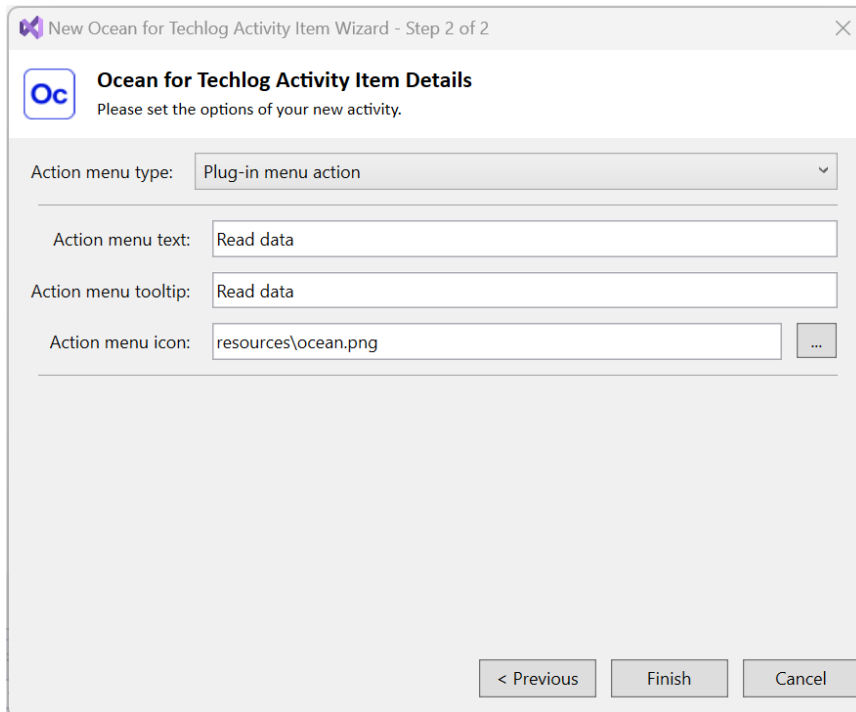 New Ocean for Techlog Activity Item Wizard - Step 2 of 2
Oc
Ocean for Techlog Activity Item Details
Please set the options of your new activity.
Action menu type: Plug-in menu action
Action menu text: Read data
Action menu tooltip: Read data
Action menu icon: resources\ocean.png ...
< Previous Finish Cancel